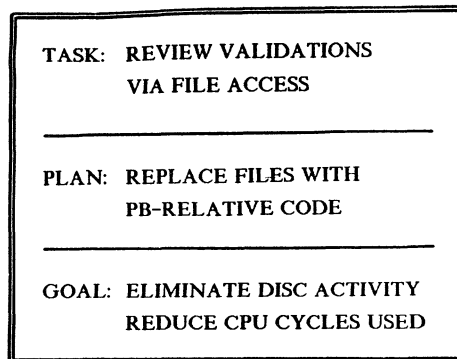 TASK: REVIEW VALIDATIONS
VIA FILE ACCESS
PLAN: REPLACE FILES WITH
PB-RELATIVE CODE
GOAL: ELIMINATE DISC ACTIVITY
REDUCE CPU CYCLES USED